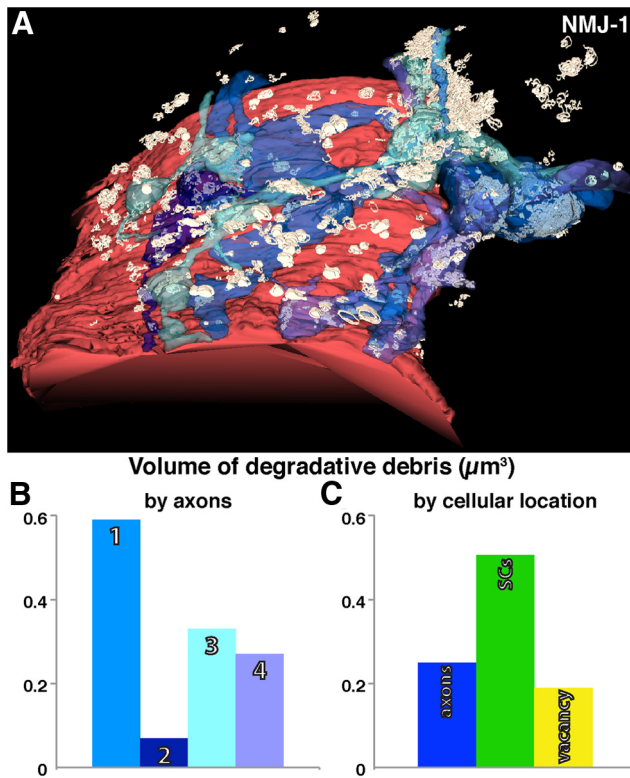 A
NMJ-1
Volume of degradative debris (µm³)
B
by axons
C
by cellular location
0.6
0.4
0.2
0
1
2
3
4
0.6
0.4
0.2
0
axons
SCs
vacancy